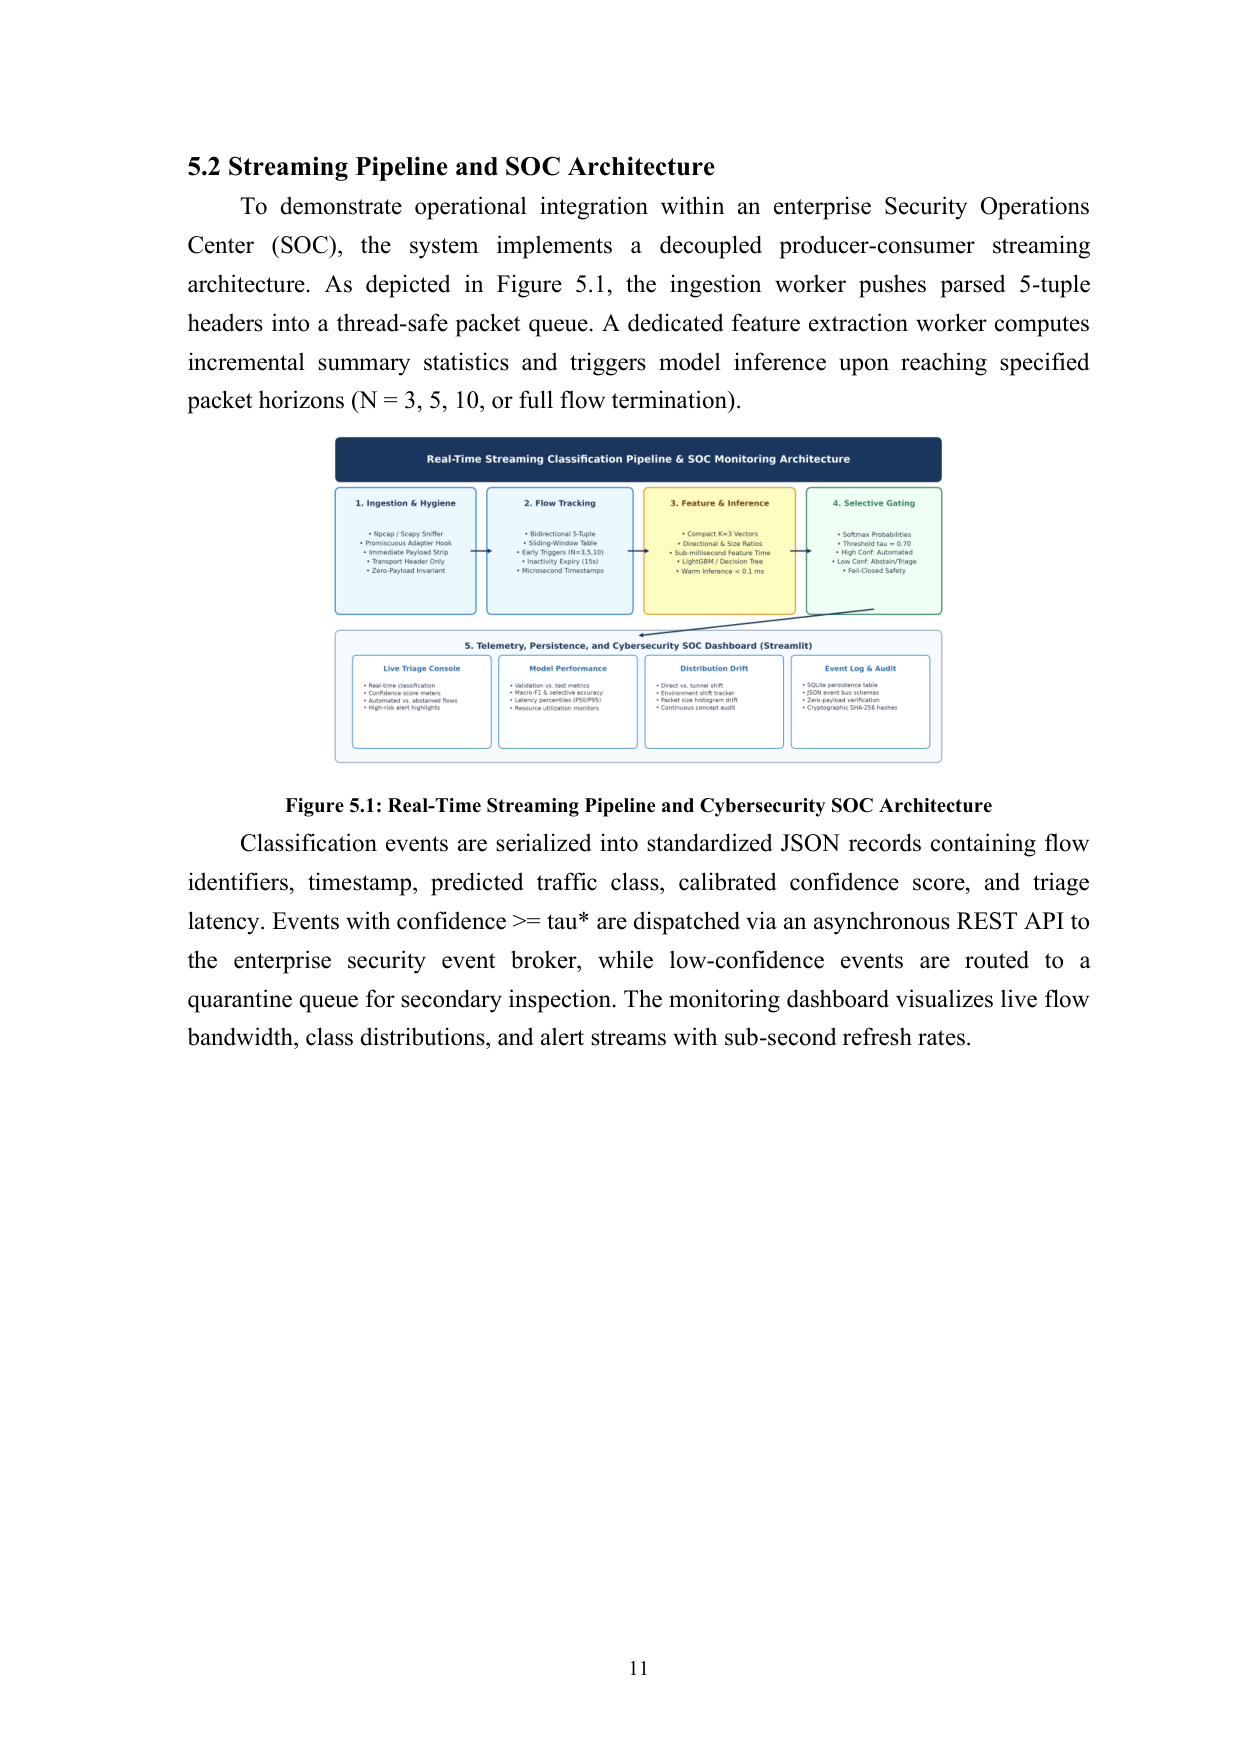 5.2 Streaming Pipeline and SOC Architecture
To demonstrate operational integration within an enterprise Security Operations
Center (SOC), the system implements a decoupled producer-consumer streaming
architecture. As depicted in Figure 5.1, the ingestion worker pushes parsed 5-tuple
headers into a thread-safe packet queue. A dedicated feature extraction worker computes
incremental summary statistics and triggers model inference upon reaching specified
packet horizons (N = 3, 5, 10, or full flow termination).
Real-Time Streaming Classification Pipeline & SOC Monitoring Architecture
1. Ingestion & Hygiene
• Npcap / Scapy Sniffer
• Promiscuous Adapter Hook
• Immediate Payload Strip
• Transport Header Only
• Zero-Payload Invariant
2. Flow Tracking
• Bidirectional 5-Tuple
• Sliding-Window Table
• Early Triggers (N=3,5,10)
• Inactivity Expiry (15s)
• Microsecond Timestamps
3. Feature & Inference
• Compact K=3 Vectors
• Directional & Size Ratios
• Sub-millisecond Feature Time
• LightGBM / Decision Tree
• Warm Inference < 0.1 ms
4. Selective Gating
• Softmax Probabilities
• Threshold tau = 0.70
• High Conf: Automated
• Low Conf: Abstain/Triage
• Fail-Closed Safety
5. Telemetry, Persistence, and Cybersecurity SOC Dashboard (Streamlit)
Live Triage Console
• Real-time classification
• Confidence score meters
• Automated vs. abstained flows
• High-risk alert highlights
Model Performance
• Validation vs. test metrics
• Macro-F1 & selective accuracy
• Latency percentiles (P50/P95)
• Resource utilization monitors
Distribution Drift
• Direct vs. tunnel shift
• Environment shift tracker
• Packet size histogram drift
• Continuous concept audit
Event Log & Audit
• SQLite persistence table
• JSON event bus schemas
• Zero-payload verification
• Cryptographic SHA-256 hashes
Figure 5.1: Real-Time Streaming Pipeline and Cybersecurity SOC Architecture
Classification events are serialized into standardized JSON records containing flow
identifiers, timestamp, predicted traffic class, calibrated confidence score, and triage
latency. Events with confidence >= tau* are dispatched via an asynchronous REST API to
the enterprise security event broker, while low-confidence events are routed to a
quarantine queue for secondary inspection. The monitoring dashboard visualizes live flow
bandwidth, class distributions, and alert streams with sub-second refresh rates.
11